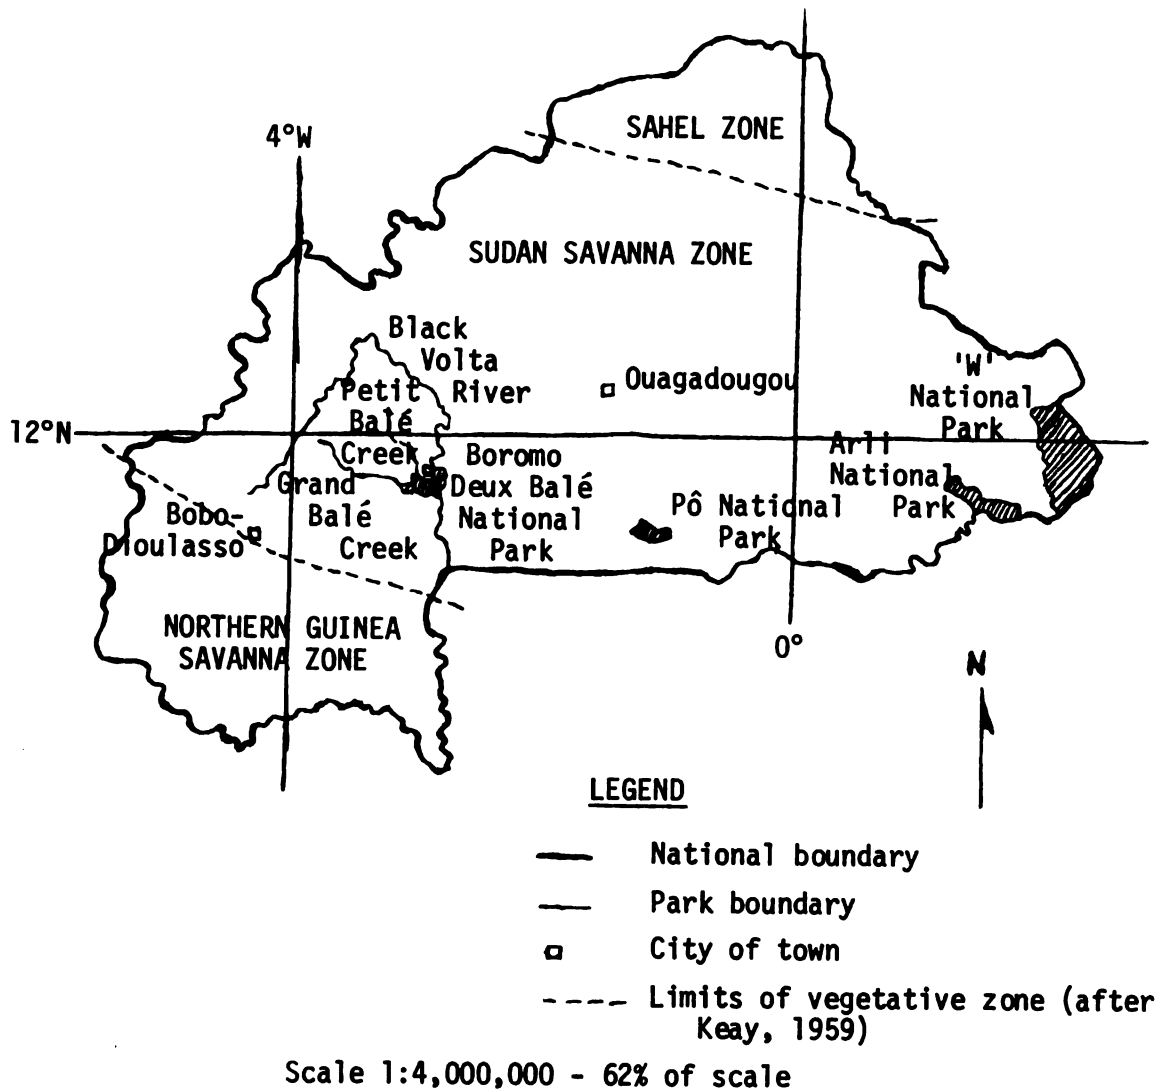 SAHEL ZONE
4°W
SUDAN SAVANNA ZONE
Black
Volta
River
Petit
Balé
Creek
Ouagadougou
'W'
National
Park
12°N
Arli
National
Park
Boromo
Deux Balé
National
Park
Grand
Balé
Creek
Pô National
Park
Bobo-
Dioulasso
NORTHERN GUINEA
SAVANNA ZONE
0°
N
LEGEND
National boundary
Park boundary
City of town
Limits of vegetative zone (after
Keay, 1959)
Scale 1:4,000,000 - 62% of scale